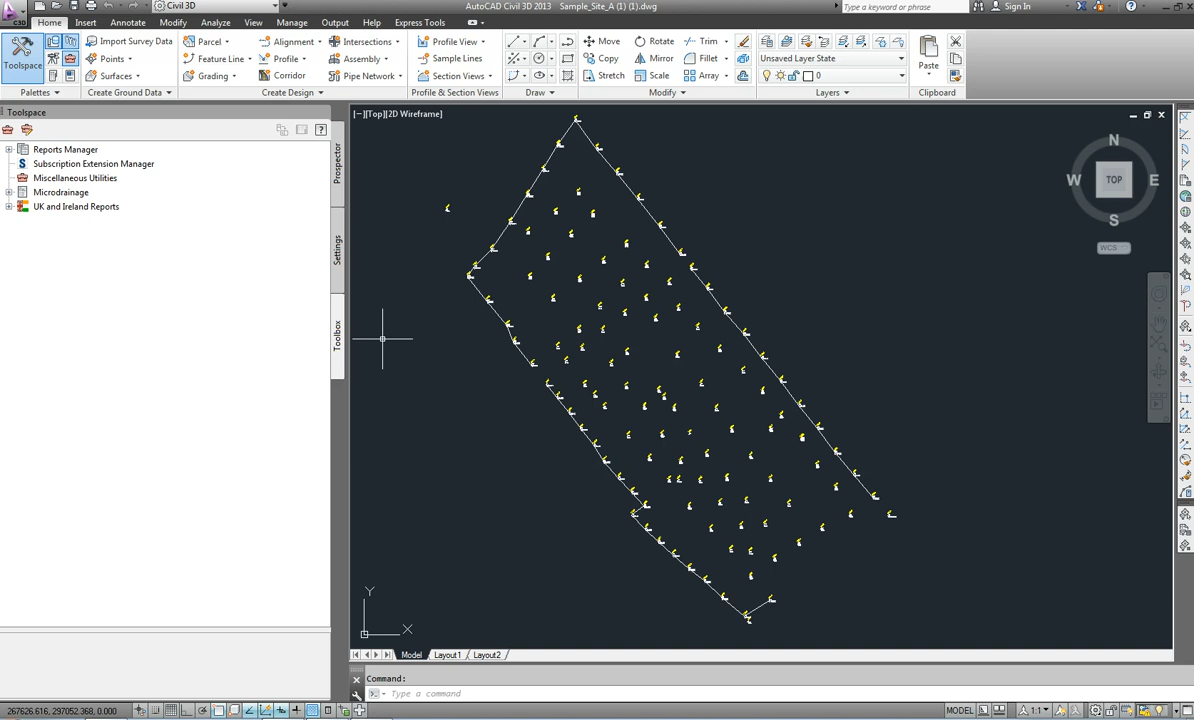 C3D
Civil 3D
AutoCAD Civil 3D 2013 Sample_Site_A (1) (1).dwg
Type a keyword or phrase
Sign In
Home Insert Annotate Modify Analyze View Manage Output Help Express Tools
Toolspace
Import Survey Data
Points
Surfaces
Parcel
Feature Line
Grading
Alignment
Profile
Corridor
Intersections
Assembly
Pipe Network
Profile View
Sample Lines
Section Views
Move
Copy
Stretch
Rotate
Mirror
Scale
Trim
Fillet
Array
Unsaved Layer State
0
Paste
Palettes Create Ground Data Create Design Profile & Section Views Draw Modify Layers Clipboard
Toolspace
Reports Manager
Subscription Extension Manager
Miscellaneous Utilities
Microdrainage
UK and Ireland Reports
Prospector
Settings
Toolbox
[−][Top][2D Wireframe]
N
W TOP E
S
WCS
Y
X
Model Layout1 Layout2
Command:
Type a command
267626.616, 297052.368, 0.000
MODEL
1:1